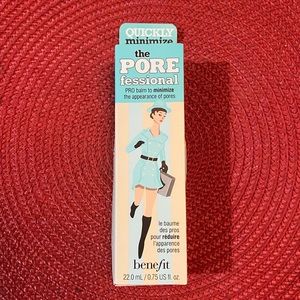 QUICKLY
minimize
the
PORE
fessional
PRO balm to minimize
the appearance of pores
le baume
des pros
pour réduire
l'apparence
des pores
benefit
22.0 mL / 0.75 US fl. oz.